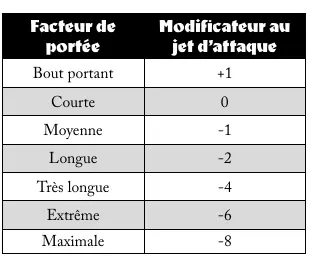 Facteur de portée
Modificateur au jet d'attaque
Bout portant +1
Courte 0
Moyenne -1
Longue -2
Très longue -4
Extrême -6
Maximale -8